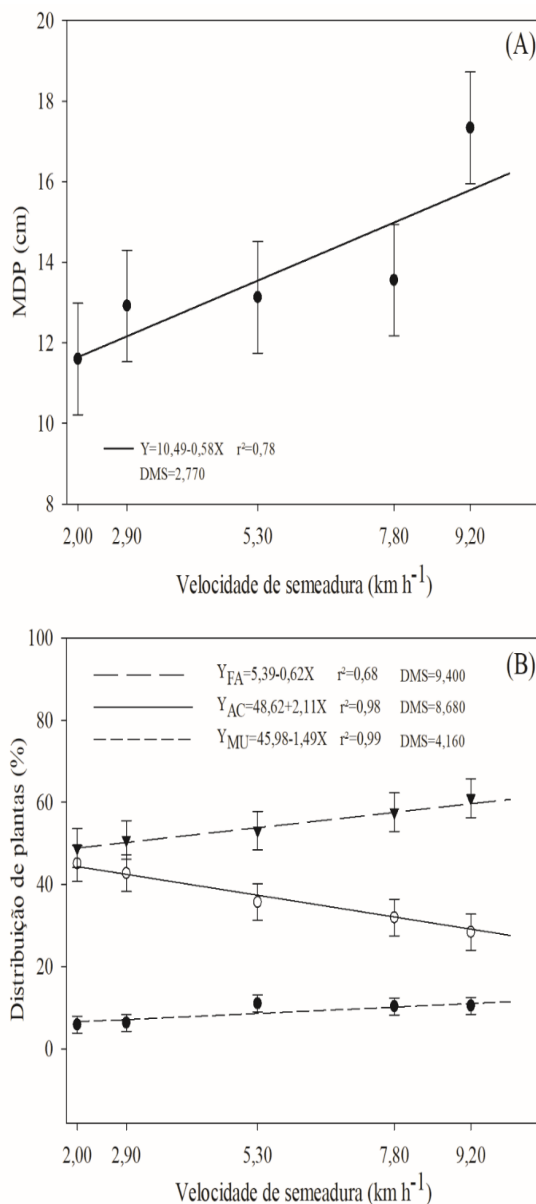 (A)
MDP (cm)
20
18
16
14
12
10
8
Y=10,49-0,58X r²=0,78
DMS=2,770
2,00 2,90 5,30 7,80 9,20
Velocidade de semeadura (km h⁻¹)
(B)
Distribuição de plantas (%)
100
80
60
40
20
0
Y_FA=5,39-0,62X r²=0,68 DMS=9,400
Y_AC=48,62+2,11X r²=0,98 DMS=8,680
Y_MU=45,98-1,49X r²=0,99 DMS=4,160
2,00 2,90 5,30 7,80 9,20
Velocidade de semeadura (km h⁻¹)